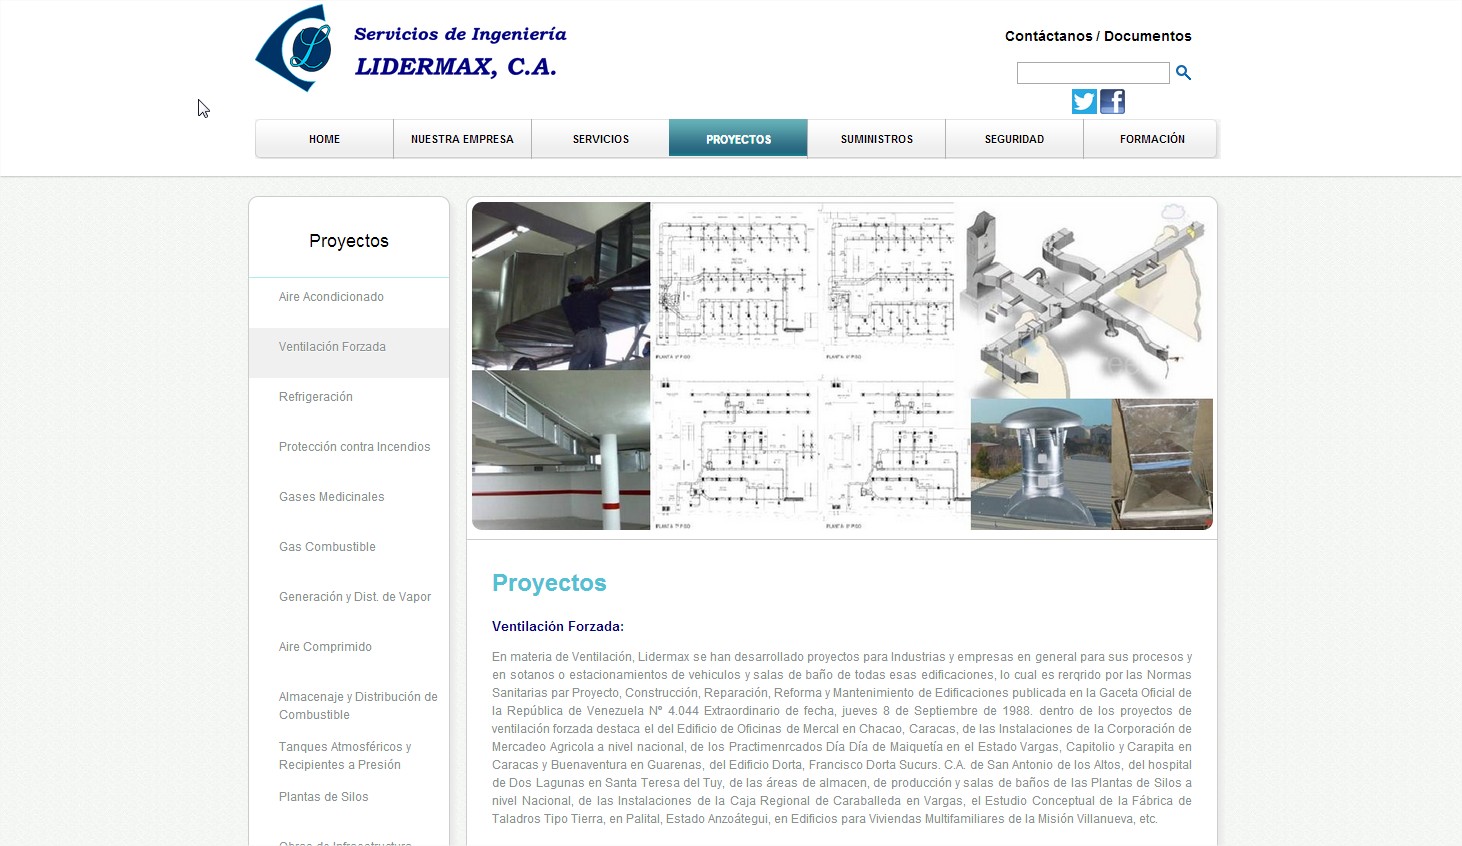 Servicios de Ingeniería
LIDERMAX, C.A.
Contáctanos / Documentos
HOME
NUESTRA EMPRESA
SERVICIOS
PROYECTOS
SUMINISTROS
SEGURIDAD
FORMACIÓN
Proyectos
Aire Acondicionado
Ventilación Forzada
Refrigeración
Protección contra Incendios
Gases Medicinales
Gas Combustible
Generación y Dist. de Vapor
Aire Comprimido
Almacenaje y Distribución de
Combustible
Tanques Atmosféricos y
Recipientes a Presión
Plantas de Silos
Obras de Infraestructura
Proyectos
Ventilación Forzada:
En materia de Ventilación, Lidermax se han desarrollado proyectos para Industrias y empresas en general para sus procesos y
en sotanos o estacionamientos de vehiculos y salas de baño de todas esas edificaciones, lo cual es rerqrido por las Normas
Sanitarias par Proyecto, Construcción, Reparación, Reforma y Mantenimiento de Edificaciones publicada en la Gaceta Oficial de
la República de Venezuela Nº 4.044 Extraordinario de fecha, jueves 8 de Septiembre de 1988. dentro de los proyectos de
ventilación forzada destaca el del Edificio de Oficinas de Mercal en Chacao, Caracas, de las Instalaciones de la Corporación de
Mercadeo Agricola a nivel nacional, de los Practimenrcados Día Día de Maiquetía en el Estado Vargas, Capitolio y Carapita en
Caracas y Buenaventura en Guarenas, del Edificio Dorta, Francisco Dorta Sucurs. C.A. de San Antonio de los Altos, del hospital
de Dos Lagunas en Santa Teresa del Tuy, de las áreas de almacen, de producción y salas de baños de las Plantas de Silos a
nivel Nacional, de las Instalaciones de la Caja Regional de Caraballeda en Vargas, el Estudio Conceptual de la Fábrica de
Taladros Tipo Tierra, en Palital, Estado Anzoátegui, en Edificios para Viviendas Multifamiliares de la Misión Villanueva, etc.